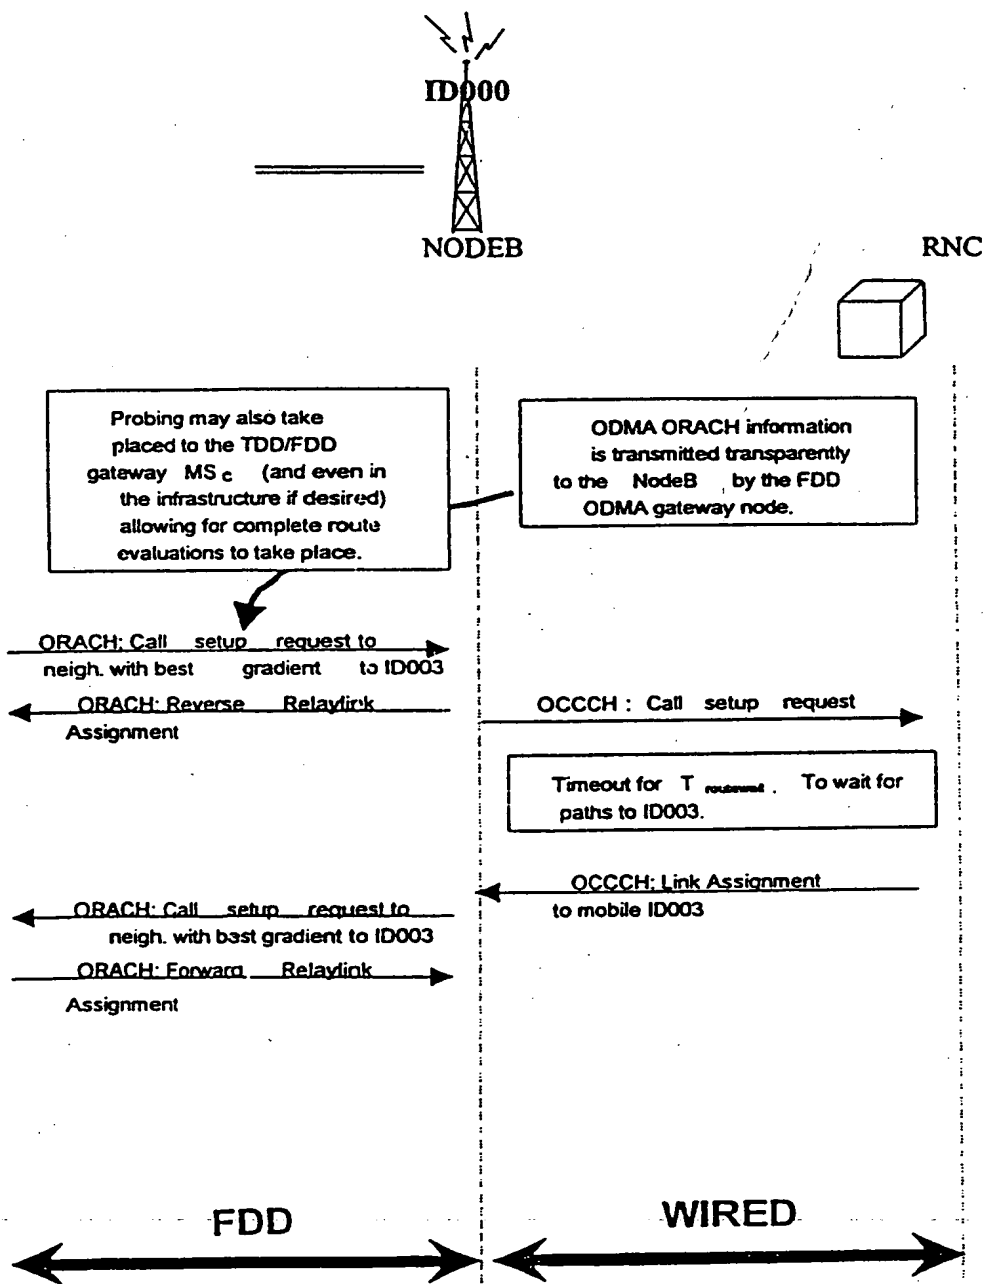 ID000
NODEB
RNC
Probing may also take
placed to the TDD/FDD
gateway MS c (and even in
the infrastructure if desired)
allowing for complete route
evaluations to take place.
ODMA ORACH information
is transmitted transparently
to the NodeB by the FDD
ODMA gateway node.
ORACH: Call setup request to
neigh. with best gradient to ID003
ORACH: Reverse Relaylink
Assignment
OCCCH : Call setup request
Timeout for T . To wait for
paths to ID003.
OCCCH: Link Assignment
to mobile ID003
ORACH: Call setup request to
neigh. with best gradient to ID003
ORACH: Forward Relaylink
Assignment
FDD
WIRED